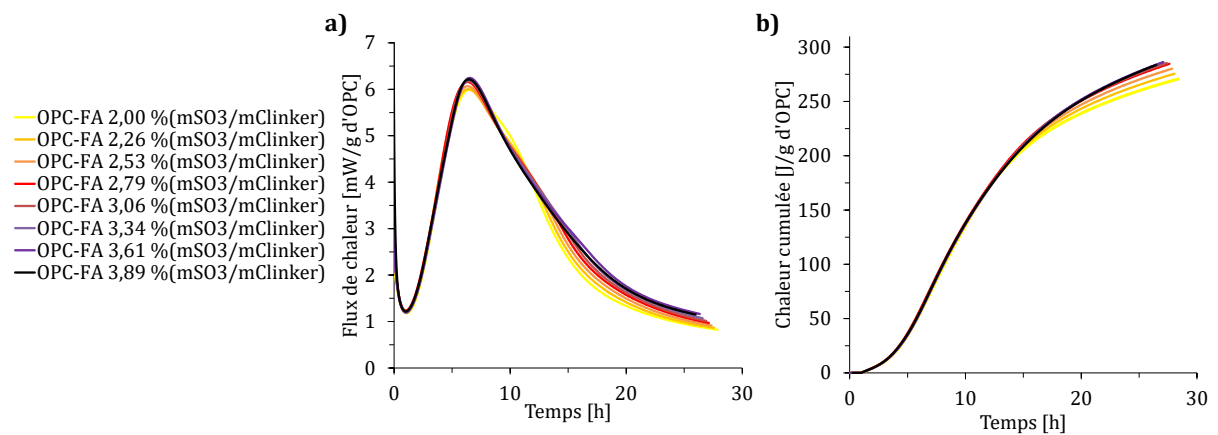 a)
b)
OPC-FA 2,00 %(mSO3/mClinker)
OPC-FA 2,26 %(mSO3/mClinker)
OPC-FA 2,53 %(mSO3/mClinker)
OPC-FA 2,79 %(mSO3/mClinker)
OPC-FA 3,06 %(mSO3/mClinker)
OPC-FA 3,34 %(mSO3/mClinker)
OPC-FA 3,61 %(mSO3/mClinker)
OPC-FA 3,89 %(mSO3/mClinker)
Flux de chaleur [mW/g d'OPC]
7
6
5
4
3
2
1
0
0
10
20
30
Temps [h]
Chaleur cumulée [J/g d'OPC]
300
250
200
150
100
50
0
0
10
20
30
Temps [h]